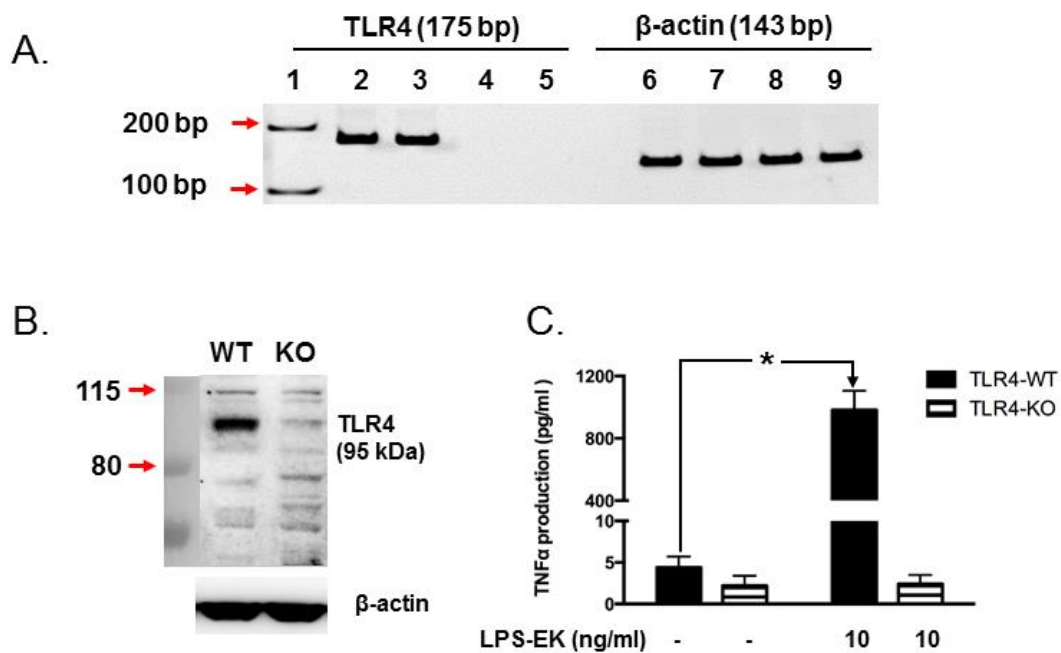 A.
TLR4 (175 bp)
β-actin (143 bp)
1 2 3 4 5 6 7 8 9
200 bp
100 bp
B.
WT KO
115
80
TLR4
(95 kDa)
β-actin
C.
*
TLR4-WT
TLR4-KO
TNFα production (pg/ml)
1200
800
400
10
5
0
LPS-EK (ng/ml) - - 10 10